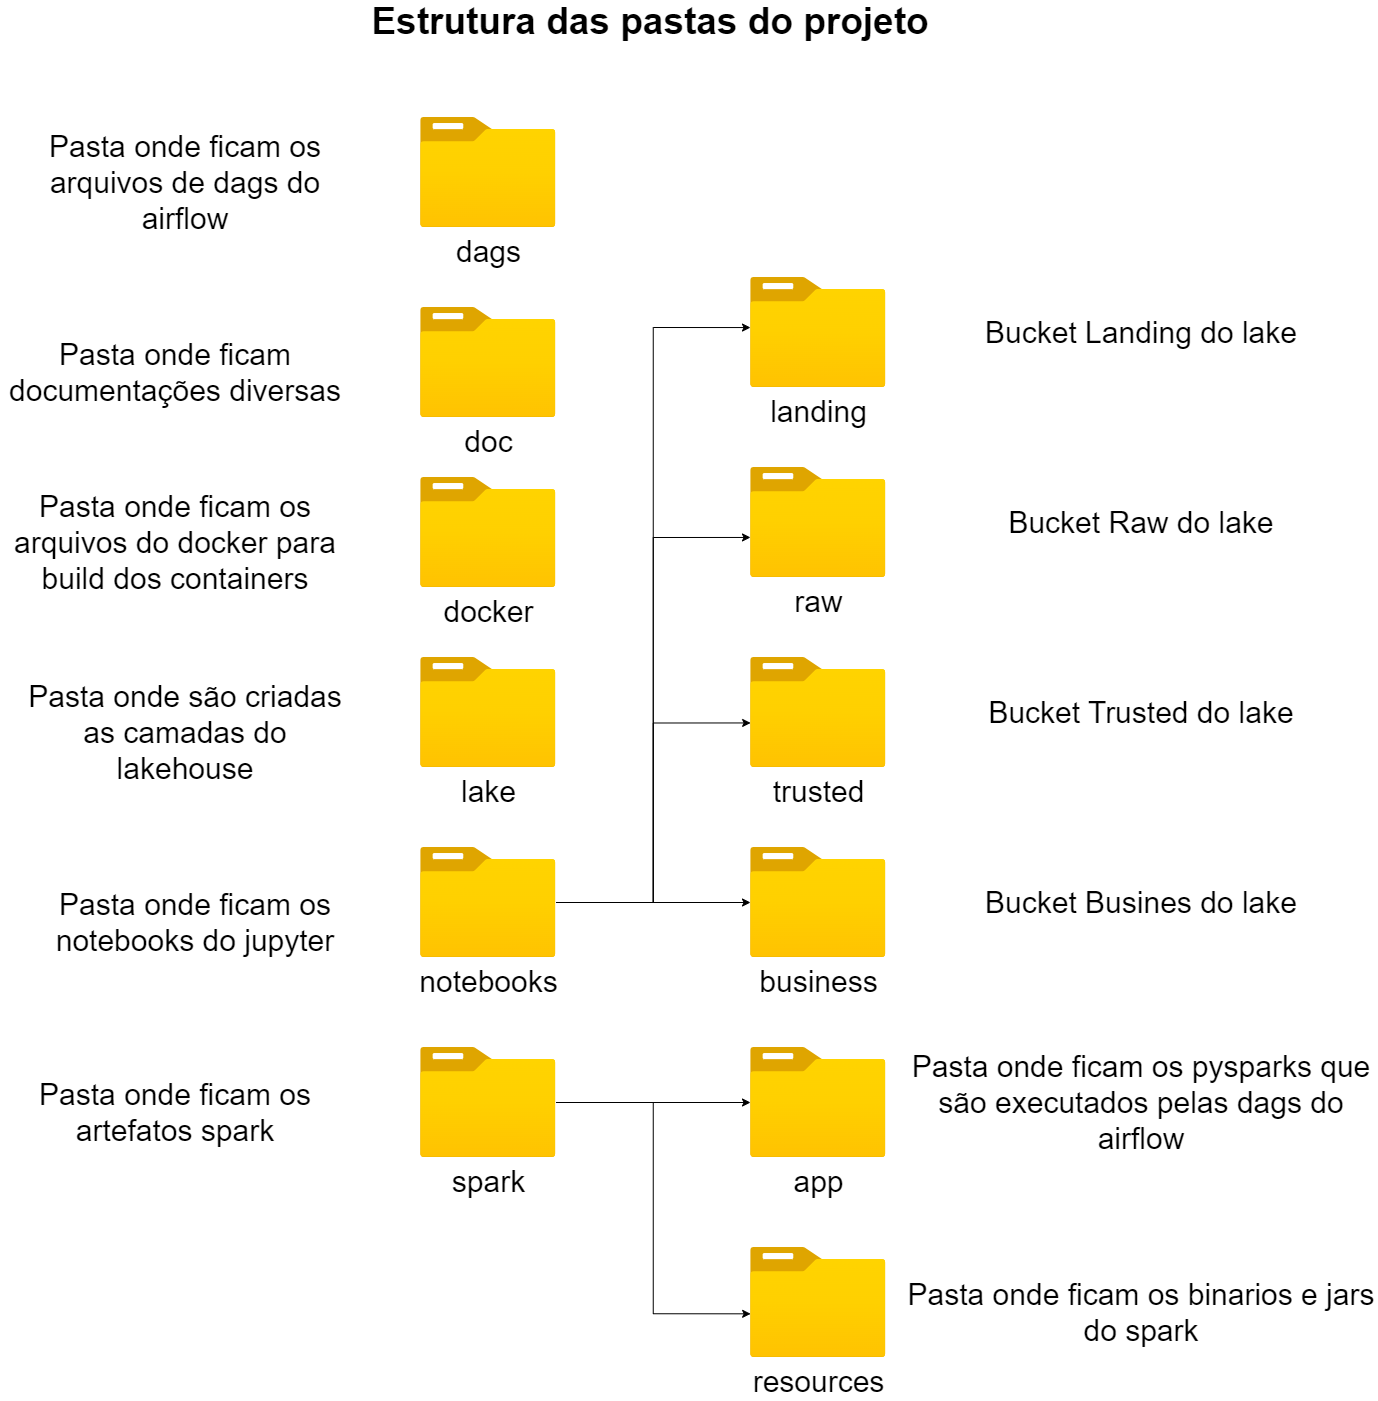 Estrutura das pastas do projeto
Pasta onde ficam os
arquivos de dags do
airflow
dags
Pasta onde ficam
documentações diversas
doc
Pasta onde ficam os
arquivos do docker para
build dos containers
docker
Pasta onde são criadas
as camadas do
lakehouse
lake
Pasta onde ficam os
notebooks do jupyter
notebooks
Pasta onde ficam os
artefatos spark
spark
landing
Bucket Landing do lake
raw
Bucket Raw do lake
trusted
Bucket Trusted do lake
business
Bucket Busines do lake
app
Pasta onde ficam os pysparks que
são executados pelas dags do
airflow
resources
Pasta onde ficam os binarios e jars
do spark